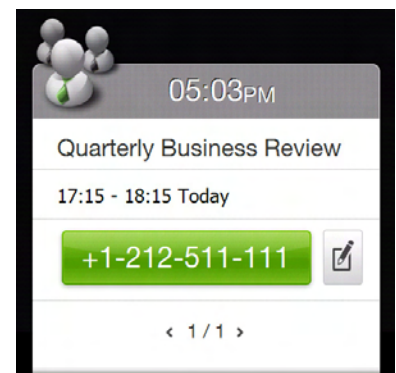 05:03PM
Quarterly Business Review
17:15 - 18:15 Today
+1-212-511-111
‹ 1/1 ›